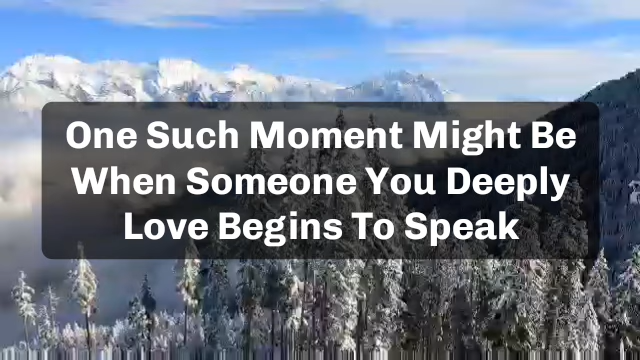 One Such Moment Might Be
When Someone You Deeply
Love Begins To Speak